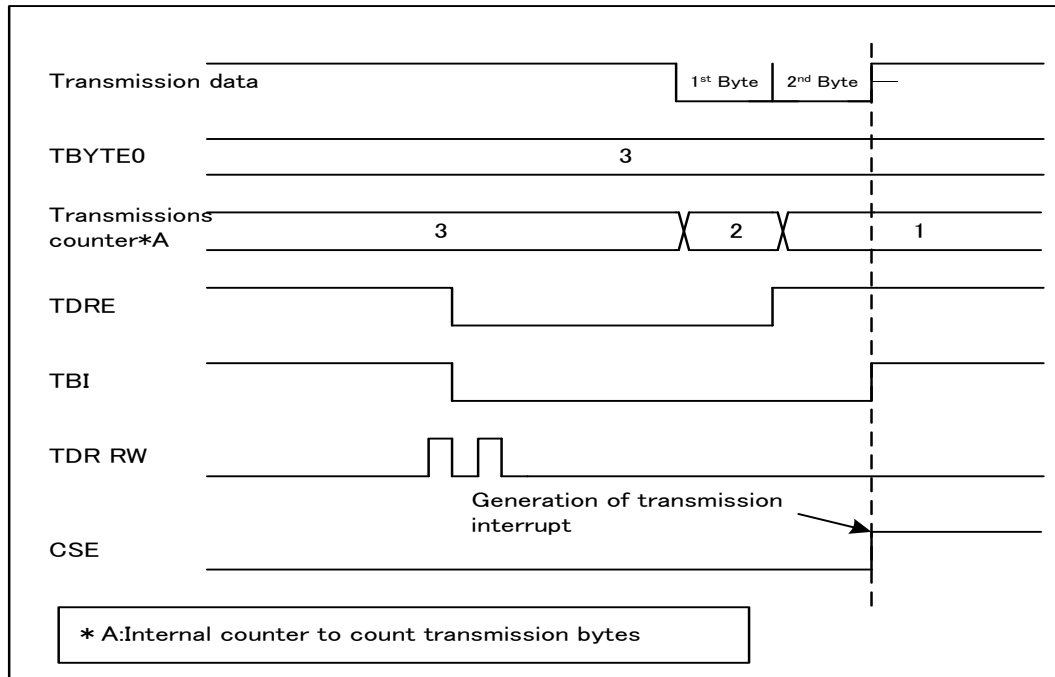 Transmission data
1st Byte
2nd Byte
TBYTE0
3
Transmissions
counter*A
3
2
1
TDRE
TBI
TDR RW
Generation of transmission
interrupt
CSE
* A:Internal counter to count transmission bytes